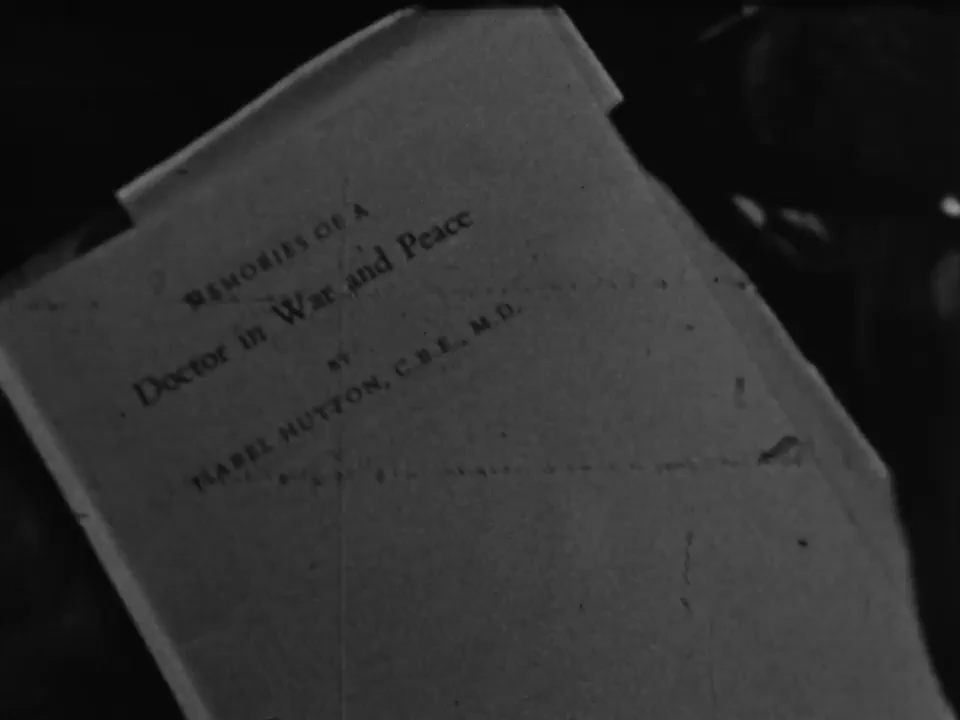 MEMORIES OF A
Doctor in War and Peace
BY
ISABEL HUTTON, C.B.E., M.D.